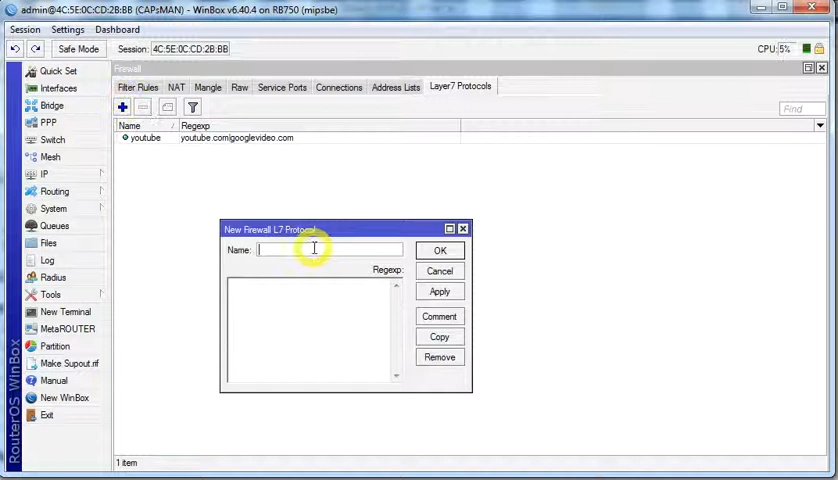 admin@4C:5E:0C:CD:2B:BB (CAPsMAN) - WinBox v6.40.4 on RB750 (mipsbe)
Session Settings Dashboard
Safe Mode Session: 4C:5E:0C:CD:2B:BB CPU: 5%
Quick Set
Interfaces
Bridge
PPP
Switch
Mesh
IP
Routing
System
Queues
Files
Log
Radius
Tools
New Terminal
MetaROUTER
Partition
Make Supout.rif
Manual
New WinBox
Exit
RouterOS WinBox
Firewall
Filter Rules NAT Mangle Raw Service Ports Connections Address Lists Layer7 Protocols
Find
Name Regexp
youtube youtube.com|googlevideo.com
New Firewall L7 Protocol
Name: OK
Regexp: Cancel
Apply
Comment
Copy
Remove
1 item